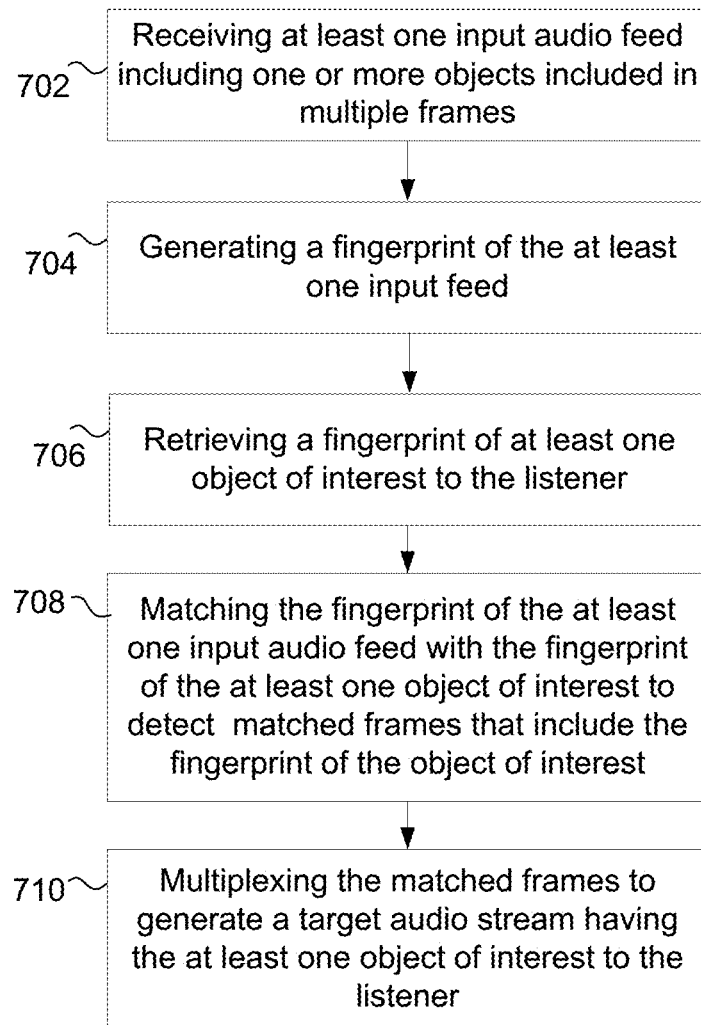 702
Receiving at least one input audio feed
including one or more objects included in
multiple frames
704
Generating a fingerprint of the at least
one input feed
706
Retrieving a fingerprint of at least one
object of interest to the listener
708
Matching the fingerprint of the at least
one input audio feed with the fingerprint
of the at least one object of interest to
detect matched frames that include the
fingerprint of the object of interest
710
Multiplexing the matched frames to
generate a target audio stream having
the at least one object of interest to the
listener